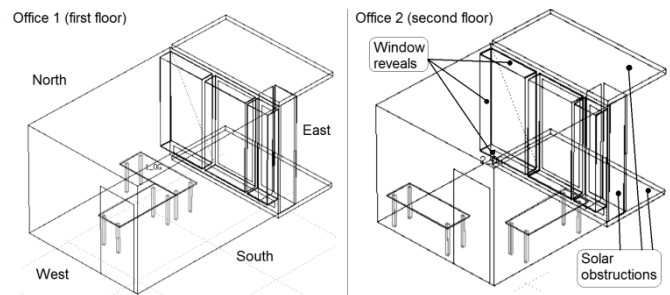 Office 1 (first floor)
North
East
South
West
Office 2 (second floor)
Window
reveals
Solar
obstructions